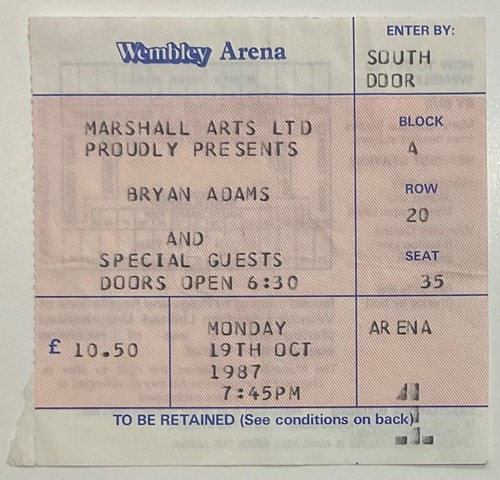 Wembley Arena
ENTER BY:
SOUTH
DOOR
MARSHALL ARTS LTD
PROUDLY PRESENTS
BRYAN ADAMS
AND
SPECIAL GUESTS
DOORS OPEN 6:30
BLOCK
4
ROW
20
SEAT
35
£ 10.50
MONDAY
19TH OCT
1987
7:45PM
ARENA
TO BE RETAINED (See conditions on back)